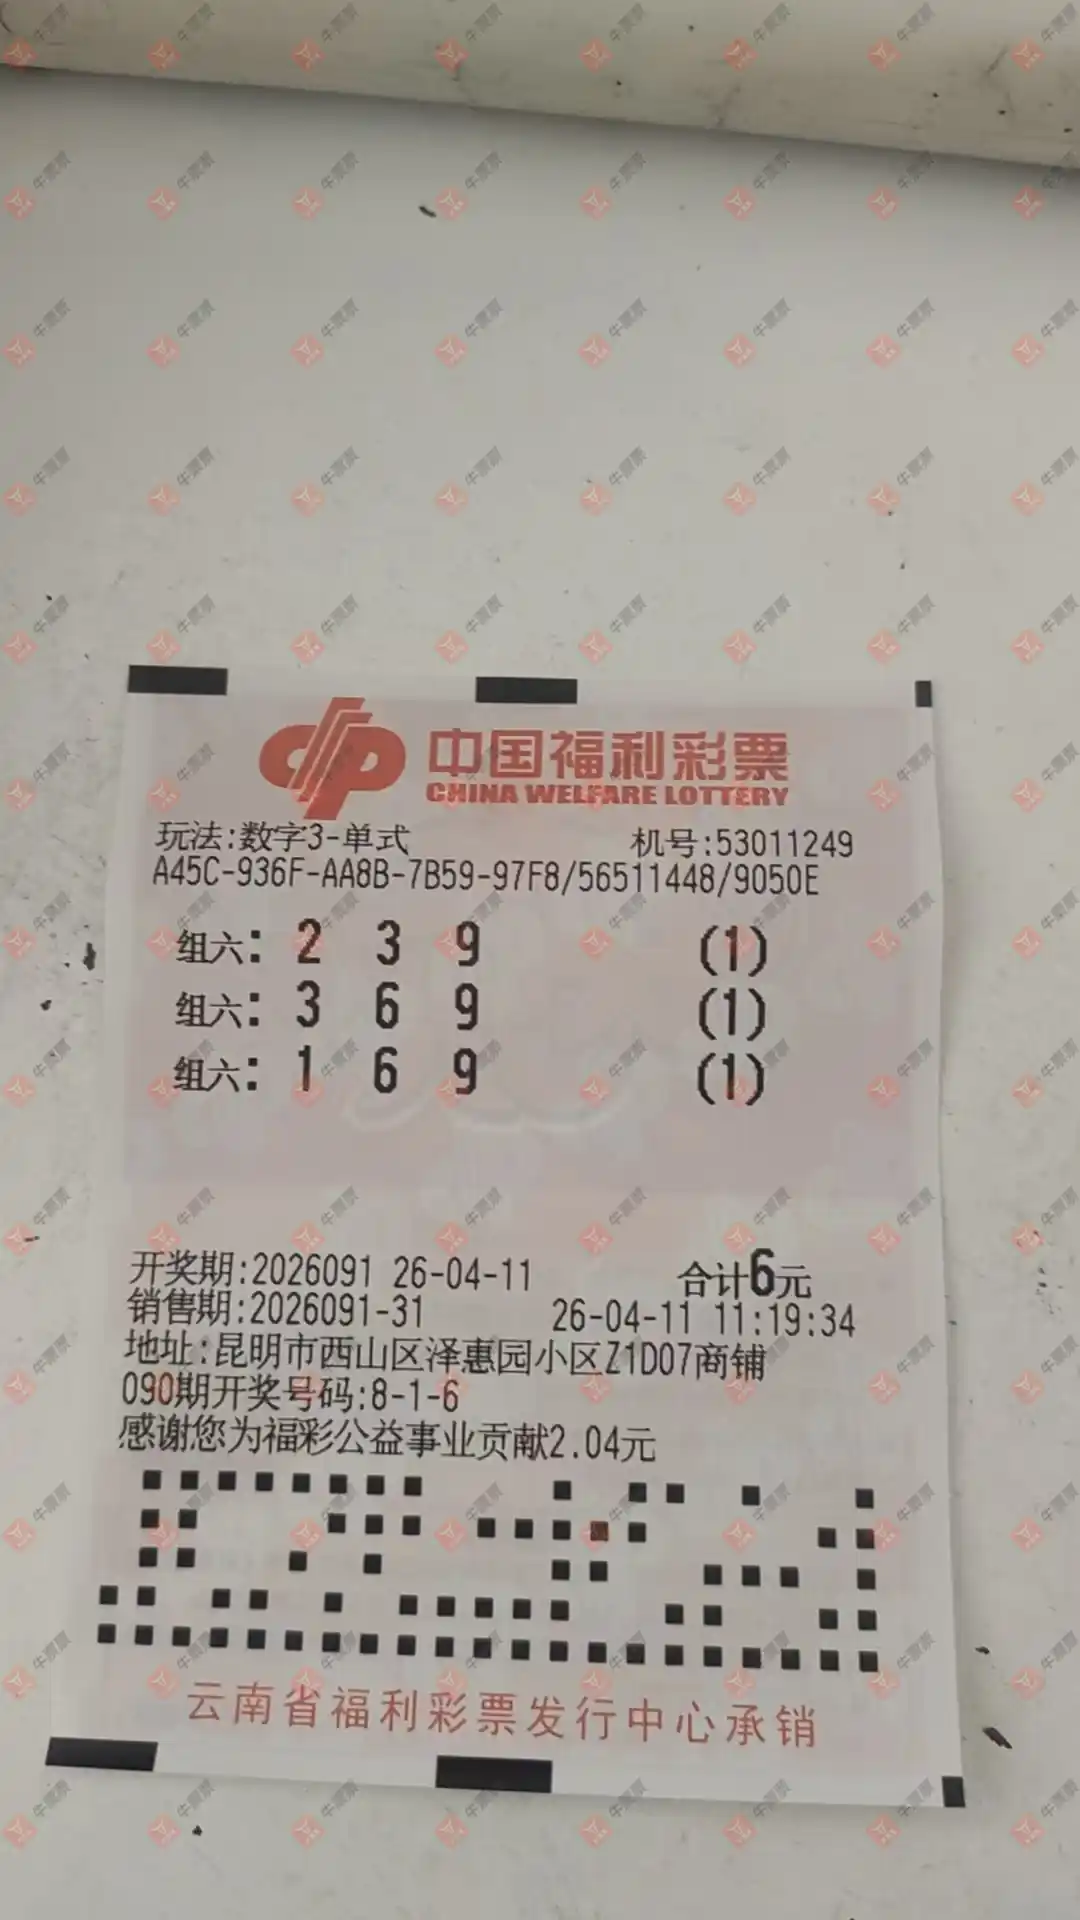 中国福利彩票
CHINA WELFARE LOTTERY
玩法:数字3-单式 机号:53011249
A45C-936F-AA8B-7B59-97F8/56511448/9050E
组六: 2 3 9 (1)
组六: 3 6 9 (1)
组六: 1 6 9 (1)
开奖期:2026091 26-04-11 合计6元
销售期:2026091-31 26-04-11 11:19:34
地址:昆明市西山区泽惠园小区Z1D07商铺
090期开奖号码:8-1-6
感谢您为福彩公益事业贡献2.04元
云南省福利彩票发行中心承销